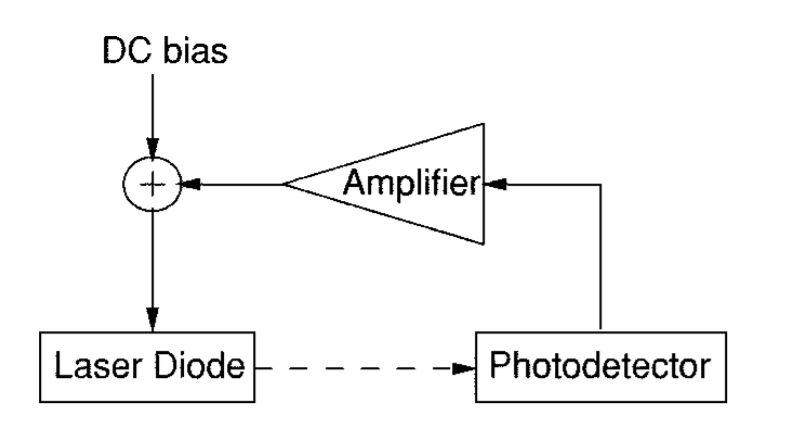 DC bias
+
Amplifier
Laser Diode
Photodetector